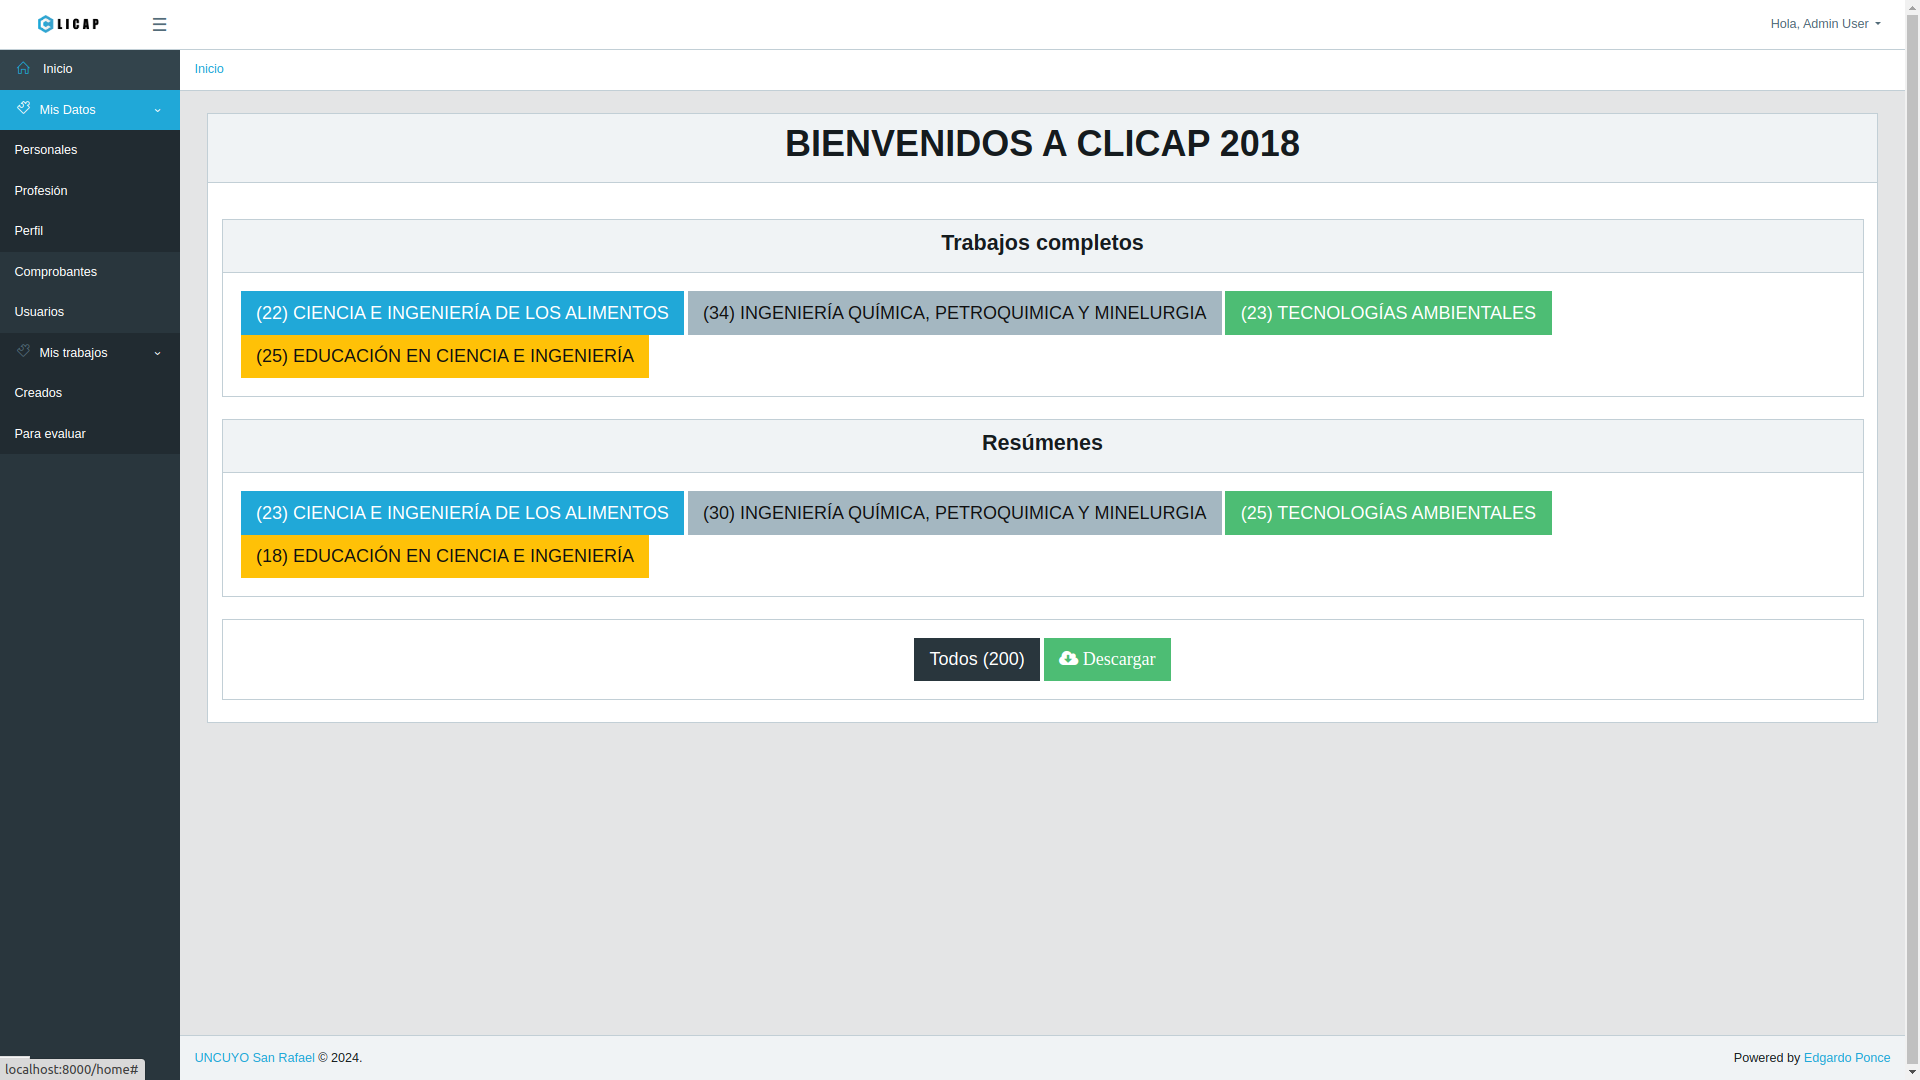 CLICAP
Hola, Admin User
Inicio
Mis Datos
Personales
Profesión
Perfil
Comprobantes
Usuarios
Mis trabajos
Creados
Para evaluar
Inicio
BIENVENIDOS A CLICAP 2018
Trabajos completos
(22) CIENCIA E INGENIERÍA DE LOS ALIMENTOS
(34) INGENIERÍA QUÍMICA, PETROQUIMICA Y MINELURGIA
(23) TECNOLOGÍAS AMBIENTALES
(25) EDUCACIÓN EN CIENCIA E INGENIERÍA
Resúmenes
(23) CIENCIA E INGENIERÍA DE LOS ALIMENTOS
(30) INGENIERÍA QUÍMICA, PETROQUIMICA Y MINELURGIA
(25) TECNOLOGÍAS AMBIENTALES
(18) EDUCACIÓN EN CIENCIA E INGENIERÍA
Todos (200)
Descargar
UNCUYO San Rafael © 2024.
Powered by Edgardo Ponce
localhost:8000/home#